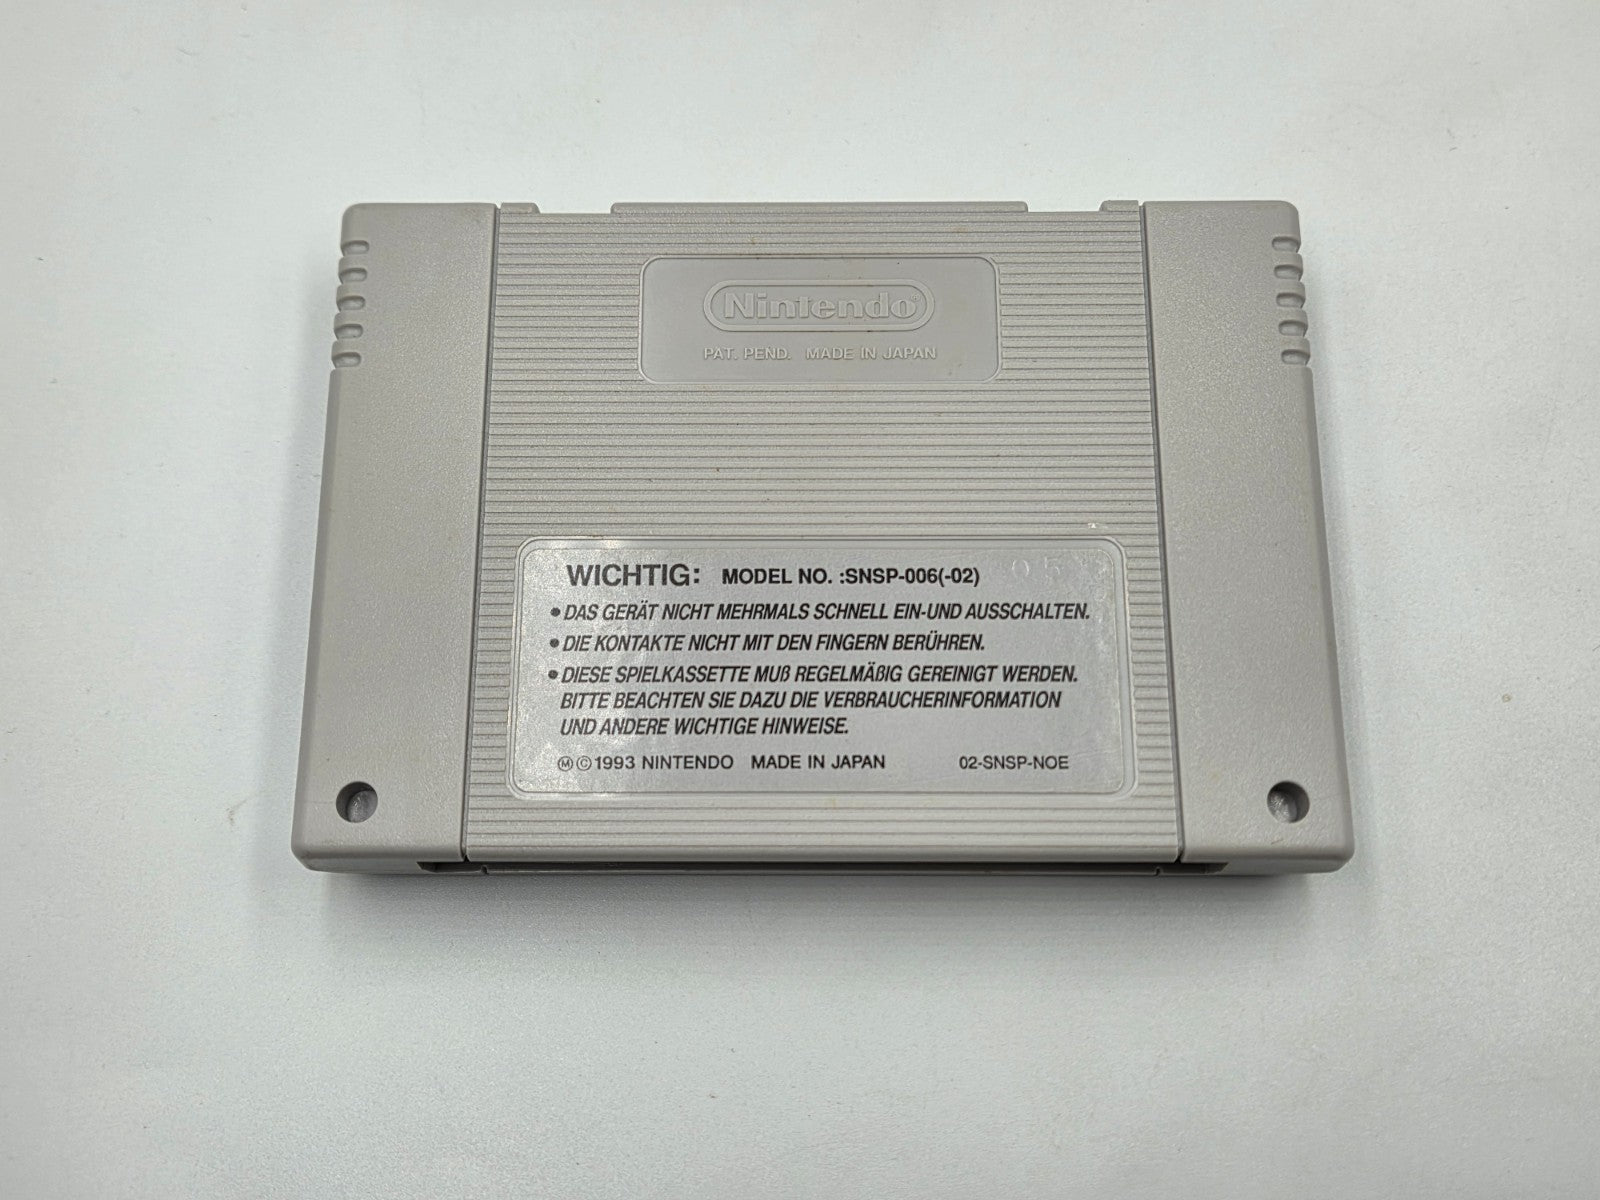 Nintendo®
PAT. PEND. MADE IN JAPAN
WICHTIG: MODEL NO. :SNSP-006(-02)
• DAS GERÄT NICHT MEHRMALS SCHNELL EIN-UND AUSSCHALTEN.
• DIE KONTAKTE NICHT MIT DEN FINGERN BERÜHREN.
• DIESE SPIELKASSETTE MUß REGELMÄßIG GEREINIGT WERDEN.
BITTE BEACHTEN SIE DAZU DIE VERBRAUCHERINFORMATION
UND ANDERE WICHTIGE HINWEISE.
Ⓜ©1993 NINTENDO MADE IN JAPAN 02-SNSP-NOE